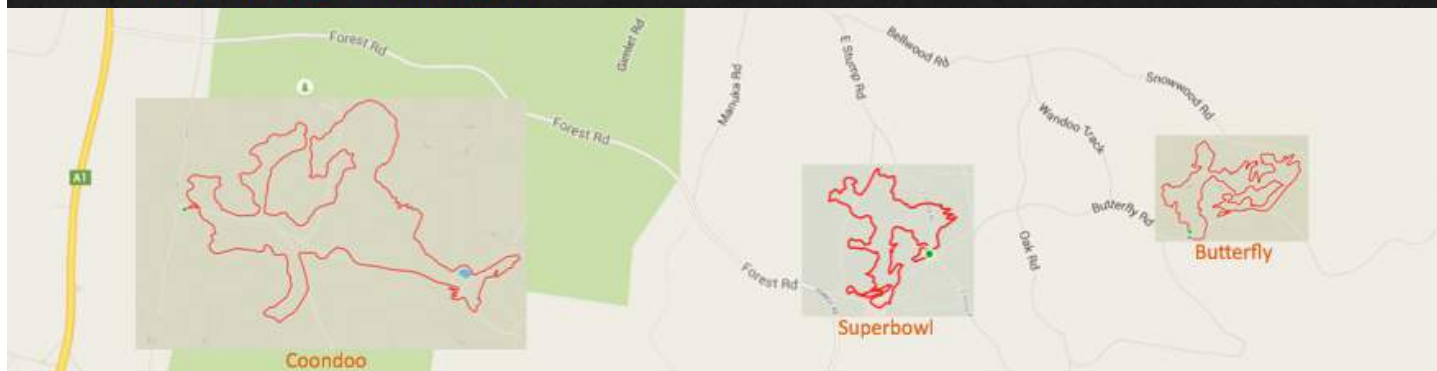 Forest Rd
Gimlet Rd
Manuka Rd
E Stump Rd
Bellwood Rd
Snowwood Rd
Wandoo Track
A1
Forest Rd
Butterfly Rd
Oak Rd
Forest Rd
Butterfly
Superbowl
Coondoo